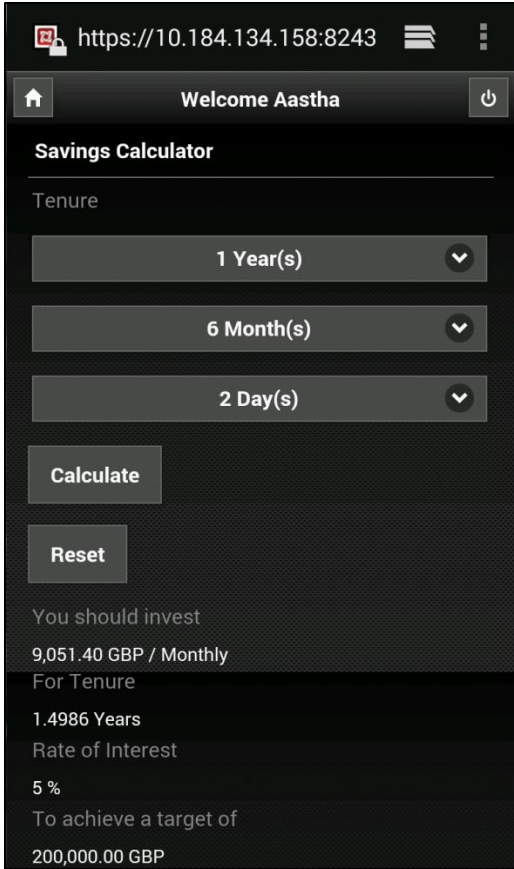 https://10.184.134.158:8243
Welcome Aastha
Savings Calculator
Tenure
1 Year(s)
6 Month(s)
2 Day(s)
Calculate
Reset
You should invest
9,051.40 GBP / Monthly
For Tenure
1.4986 Years
Rate of Interest
5 %
To achieve a target of
200,000.00 GBP